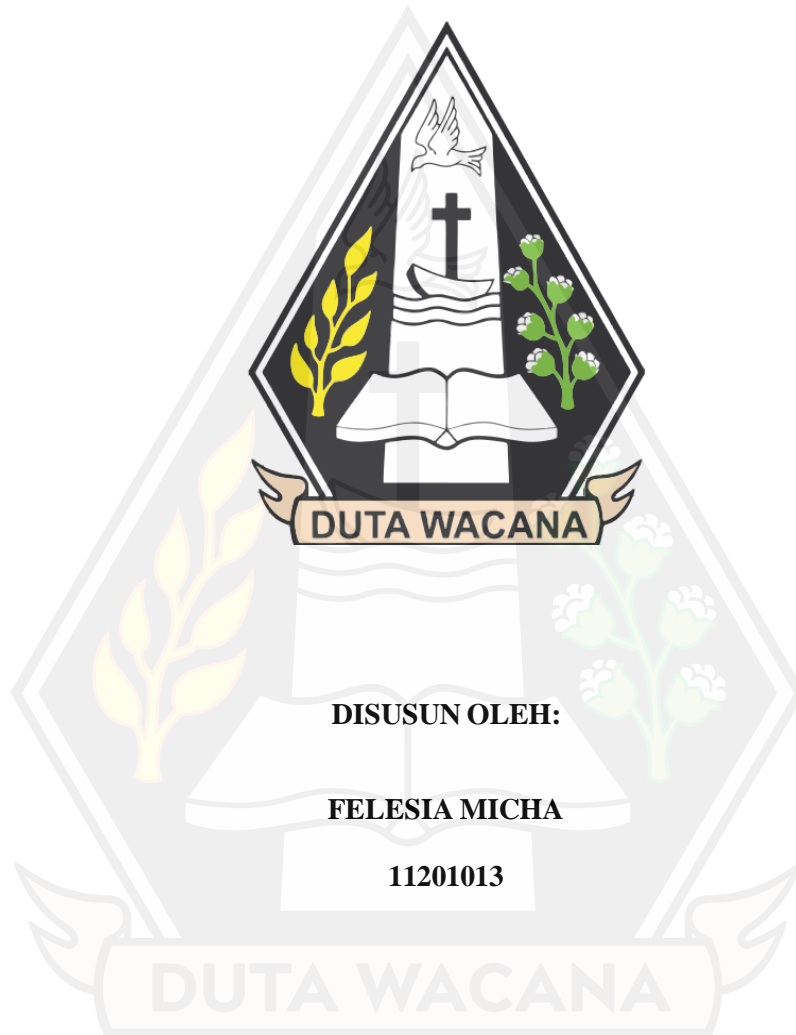 DUTA WACANA
DISUSUN OLEH:
FELESIA MICHA
11201013
DUTA WACANA